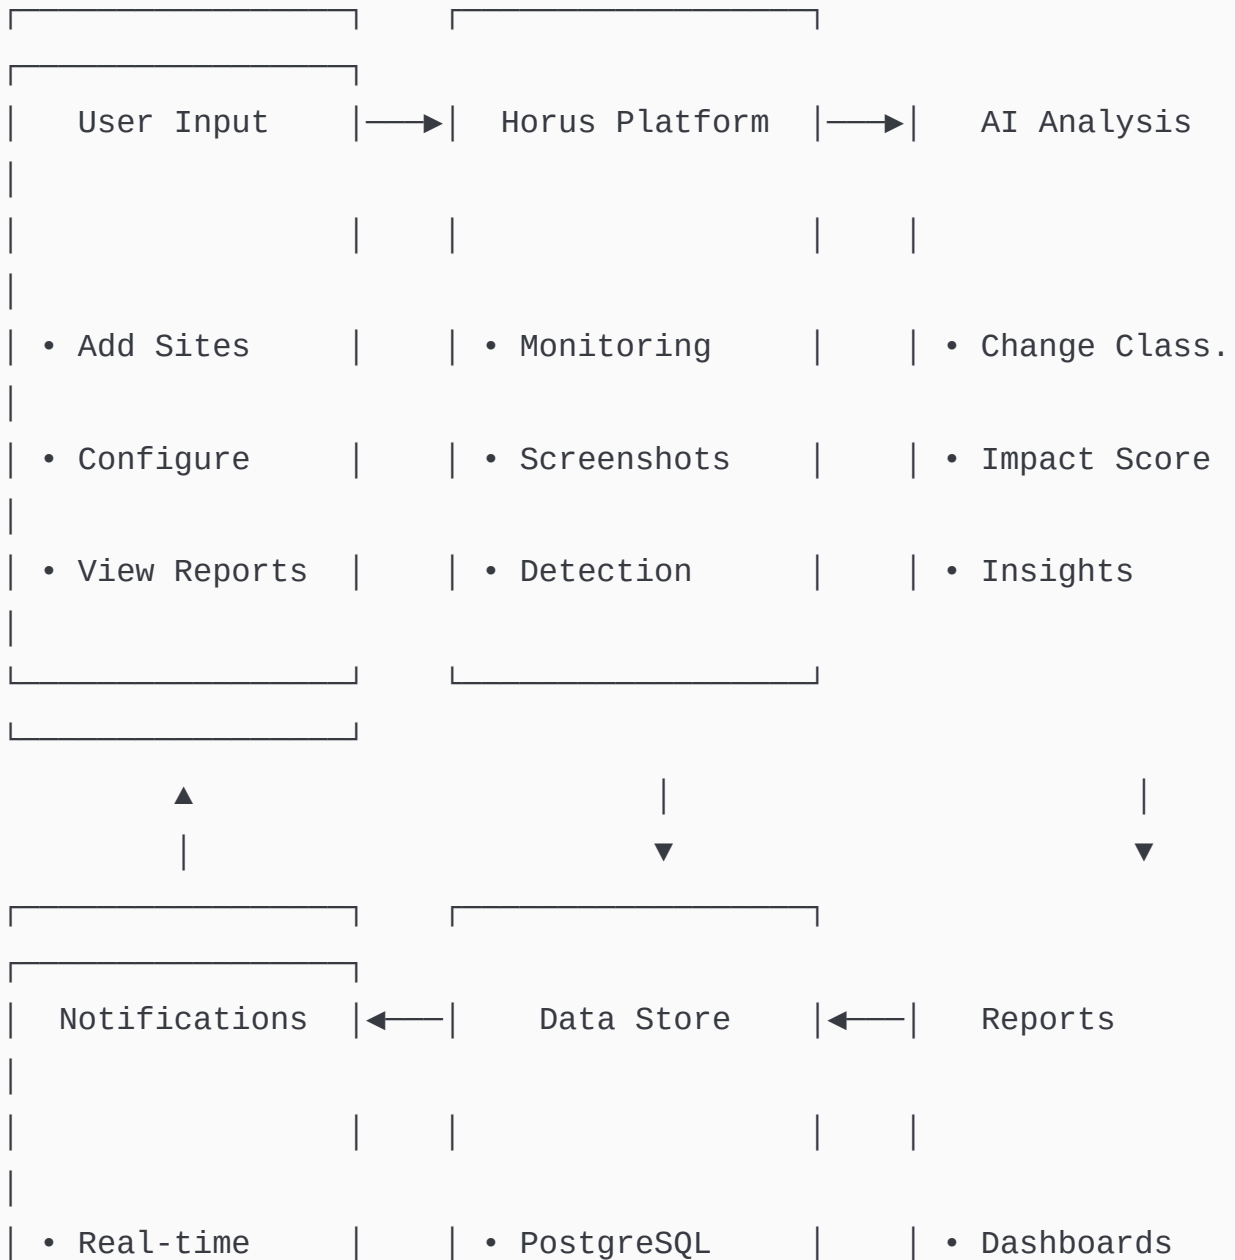 ┌──────────────────┐    ┌───────────────────┐
┌──────────────────┐
│   User Input    │───▶│  Horus Platform  │───▶│   AI Analysis
│
│                 │    │                  │    │
│
│ • Add Sites     │    │ • Monitoring     │    │ • Change Class.
│
│ • Configure     │    │ • Screenshots    │    │ • Impact Score
│
│ • View Reports  │    │ • Detection      │    │ • Insights
│
└──────────────────┘    └───────────────────┘
└──────────────────┘
         ▲                        │                        │
         │                        ▼                        ▼
┌──────────────────┐    ┌───────────────────┐
┌──────────────────┐
│  Notifications  │◀───│    Data Store    │◀───│   Reports
│
│                 │    │                  │    │
│
│ • Real-time     │    │ • PostgreSQL     │    │ • Dashboards